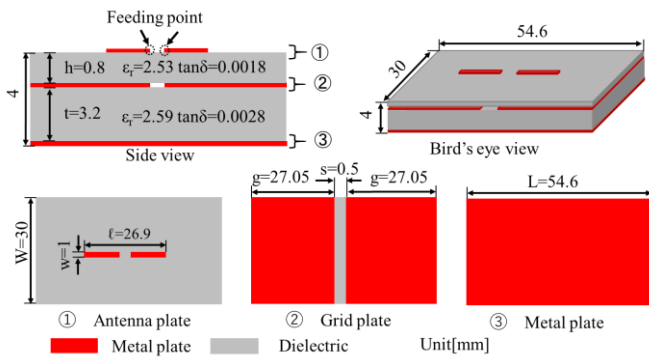 Feeding point
①
h=0.8
εr=2.53 tanδ=0.0018
②
4
t=3.2
εr=2.59 tanδ=0.0028
③
Side view
54.6
30
4
Bird's eye view
W=30
w=1
ℓ=26.9
① Antenna plate
g=27.05
s=0.5
g=27.05
② Grid plate
L=54.6
③ Metal plate
Metal plate
Dielectric
Unit[mm]